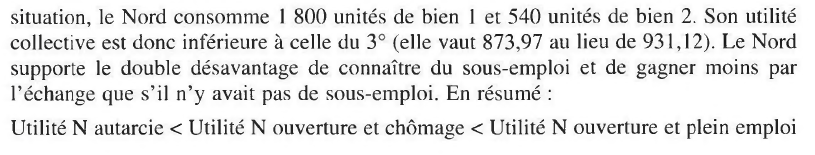 situation, le Nord consomme 1 800 unités de bien 1 et 540 unités de bien 2. Son utilité
collective est donc inférieure à celle du 3° (elle vaut 873,97 au lieu de 931,12). Le Nord
supporte le double désavantage de connaître du sous-emploi et de gagner moins par
l'échange que s'il n'y avait pas de sous-emploi. En résumé :
Utilité N autarcie < Utilité N ouverture et chômage < Utilité N ouverture et plein emploi